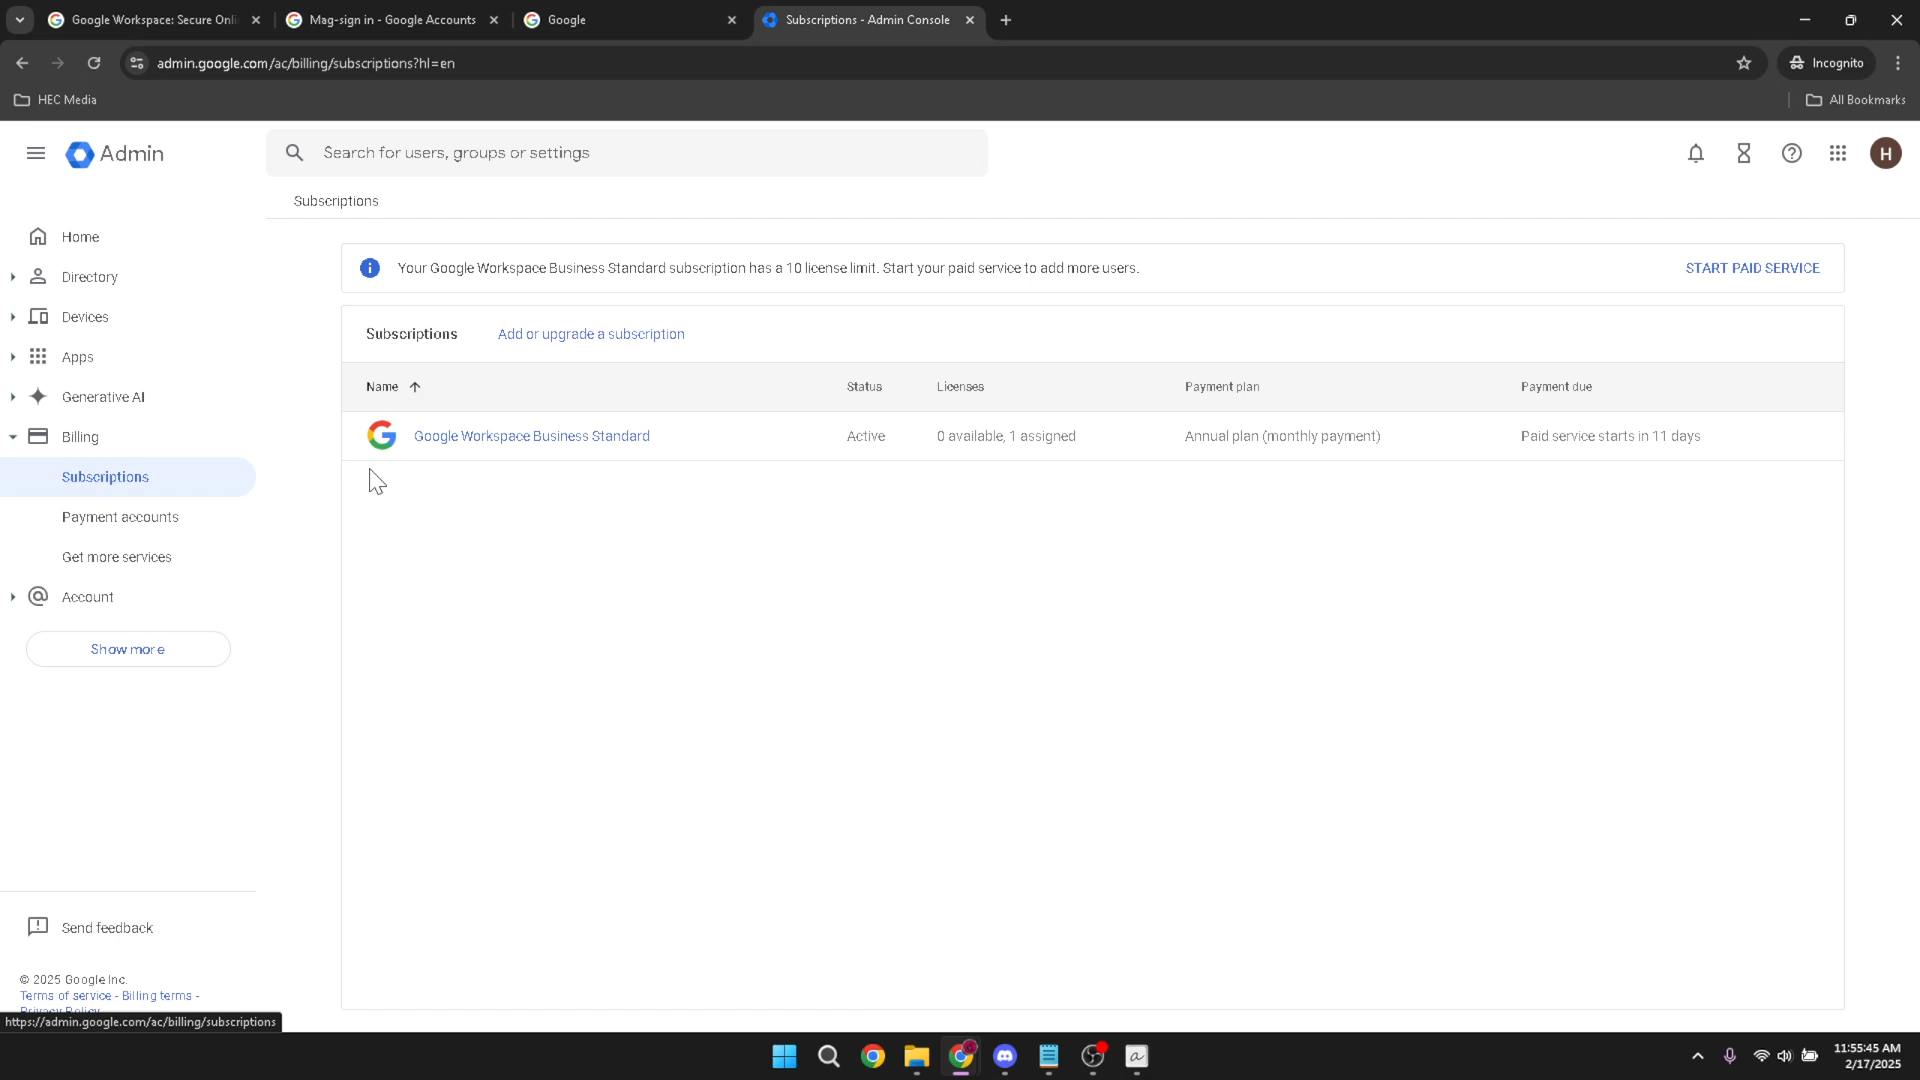 Google Workspace: Secure Onli
Mag-sign in - Google Accounts
Google
Subscriptions - Admin Console
admin.google.com/ac/billing/subscriptions?hl=en
Incognito
HEC Media
All Bookmarks
Admin
Search for users, groups or settings
H
Subscriptions
Home
Directory
Devices
Apps
Generative AI
Billing
Subscriptions
Payment accounts
Get more services
Account
Show more
Your Google Workspace Business Standard subscription has a 10 license limit. Start your paid service to add more users.
START PAID SERVICE
Subscriptions
Add or upgrade a subscription
Name
Status
Licenses
Payment plan
Payment due
Google Workspace Business Standard
Active
0 available, 1 assigned
Annual plan (monthly payment)
Paid service starts in 11 days
Send feedback
© 2025 Google Inc.
Terms of service - Billing terms -
Privacy Policy
https://admin.google.com/ac/billing/subscriptions
11:55:45 AM
2/17/2025